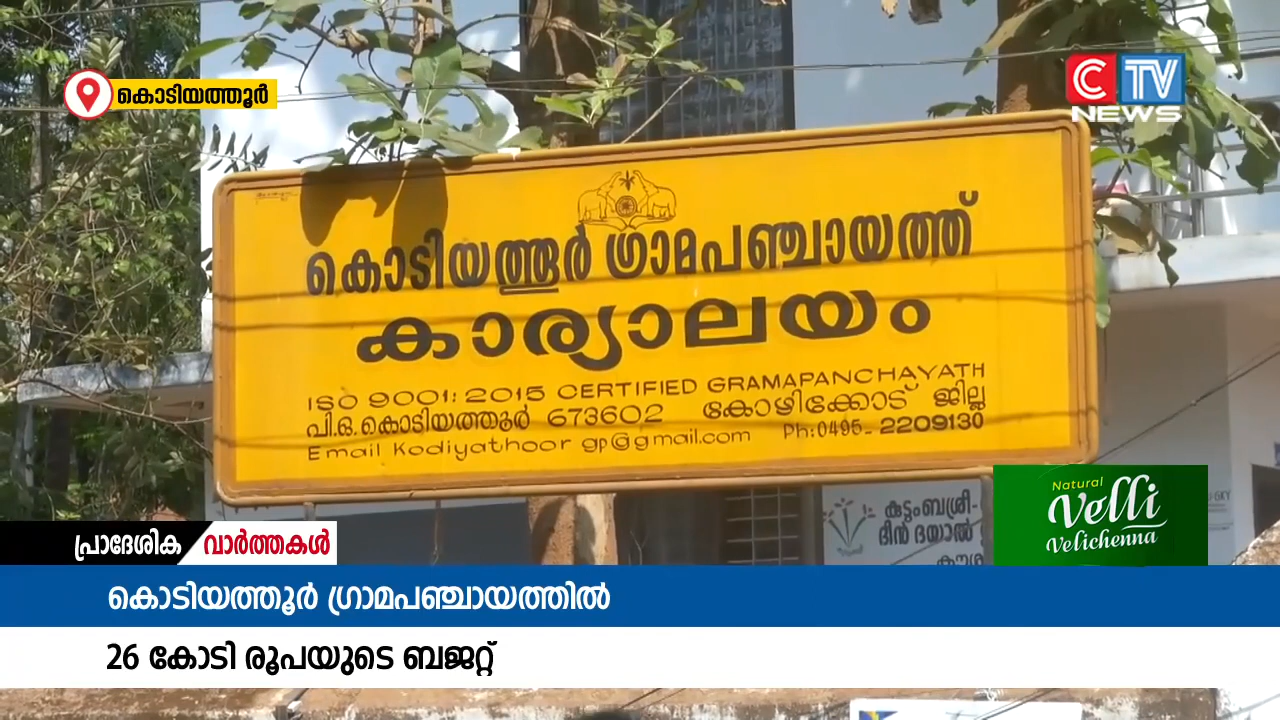 കൊടിയത്തൂർ
CTV
NEWS
കൊടിയത്തൂർ ഗ്രാമപഞ്ചായത്ത്
കാര്യാലയം
ISO 9001:2015 CERTIFIED GRAMAPANCHAYATH
പി.ഒ.കൊടിയത്തൂർ 673602 കോഴിക്കോട് ജില്ല
Email Kodiyathoor gp@gmail.com Ph:0495-2209130
Natural
Velli
Velichenna
കുടുംബശ്രീ-
ദീൻ ദയാൽ
പ്രാദേശിക വാർത്തകൾ
കൊടിയത്തൂർ ഗ്രാമപഞ്ചായത്തിൽ
26 കോടി രൂപയുടെ ബജറ്റ്